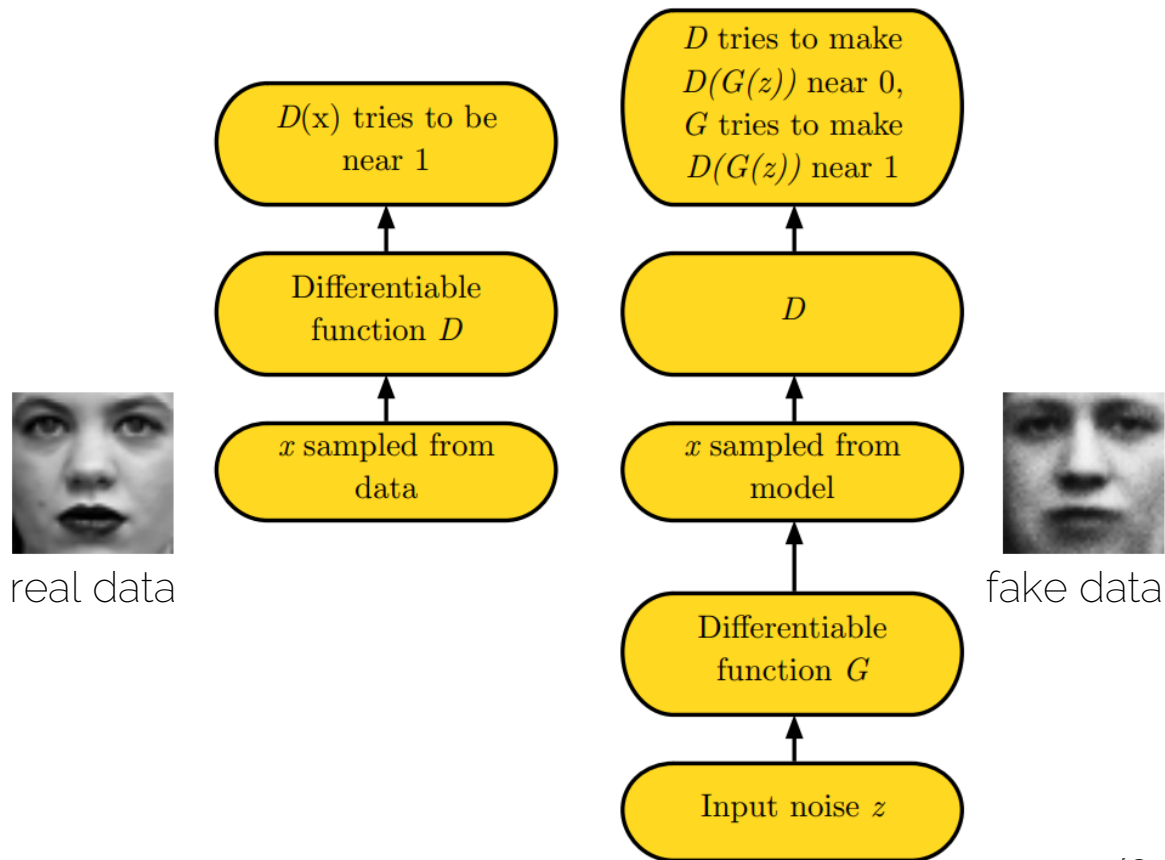 D(x) tries to be
near 1
Differentiable
function D
x sampled from
data
real data
D tries to make
D(G(z)) near 0,
G tries to make
D(G(z)) near 1
D
x sampled from
model
Differentiable
function G
Input noise z
fake data